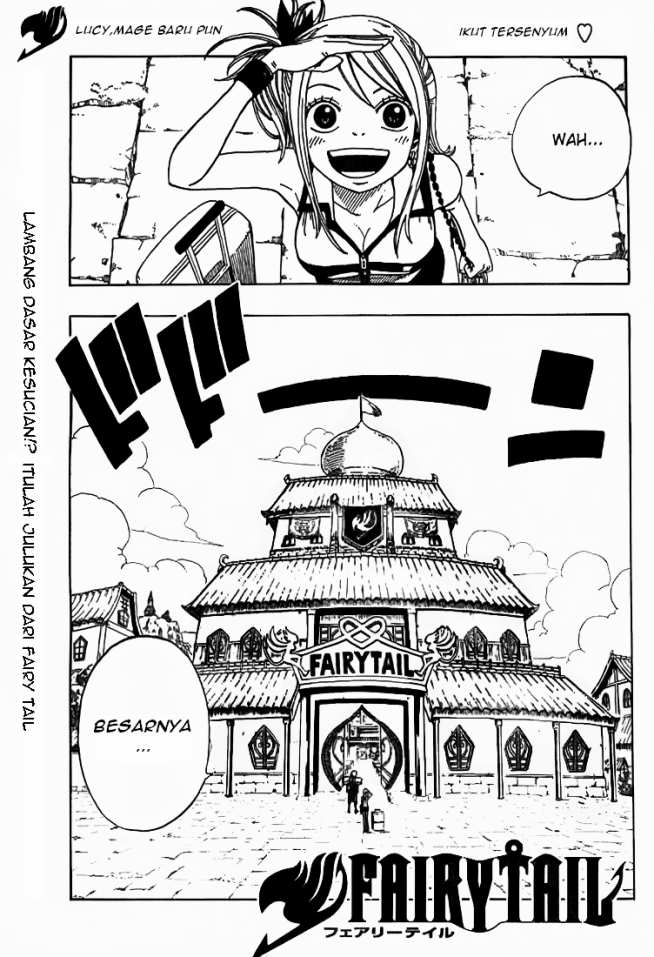 LUCY,MAGE BARU PUN
IKUT TERSENYUM ♡
WAH...
LAMBANG DASAR KESUCIAN!? ITULAH JULUKAN DARI FAIRY TAIL
ドドーン
FAIRYTAIL
BESARNYA
...
FAIRYTAIL
フェアリーテイル